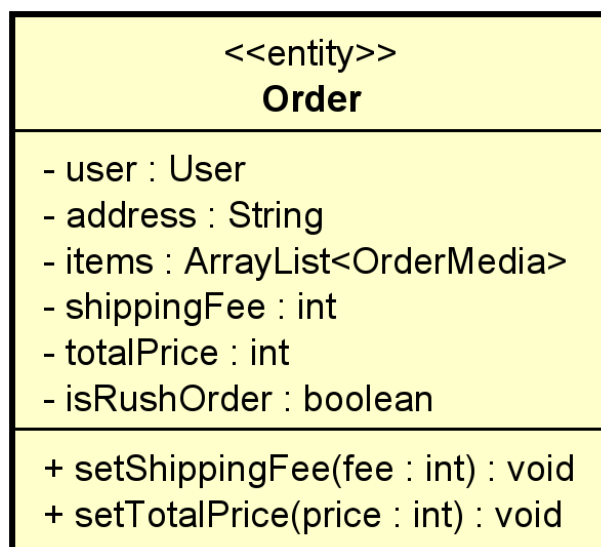 <<entity>>
Order
- user : User
- address : String
- items : ArrayList<OrderMedia>
- shippingFee : int
- totalPrice : int
- isRushOrder : boolean
+ setShippingFee(fee : int) : void
+ setTotalPrice(price : int) : void